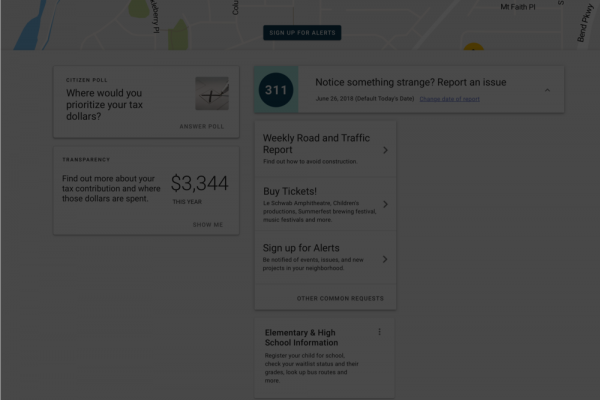 Mt Faith Pl
Bend Pkwy
SIGN UP FOR ALERTS
CITIZEN POLL
Where would you
prioritize your tax
dollars?
ANSWER POLL
TRANSPARENCY
Find out more about your
tax contribution and where
those dollars are spent.
$3,344
THIS YEAR
SHOW ME
311
Notice something strange? Report an issue
June 26, 2018 (Default Today's Date) Change date of report
Weekly Road and Traffic
Report
Find out how to avoid construction.
Buy Tickets!
Le Schwak Amphitheatre, Children's
productions, Summerfest brewing festival,
music festivals and more.
Sign up for Alerts
Be notified of events, issues, and new
projects in your neighborhood.
OTHER COMMON REQUESTS
Elementary & High
School Information
Register your child for school,
check your waitlist status and their
grades, look up bus routes and
more.